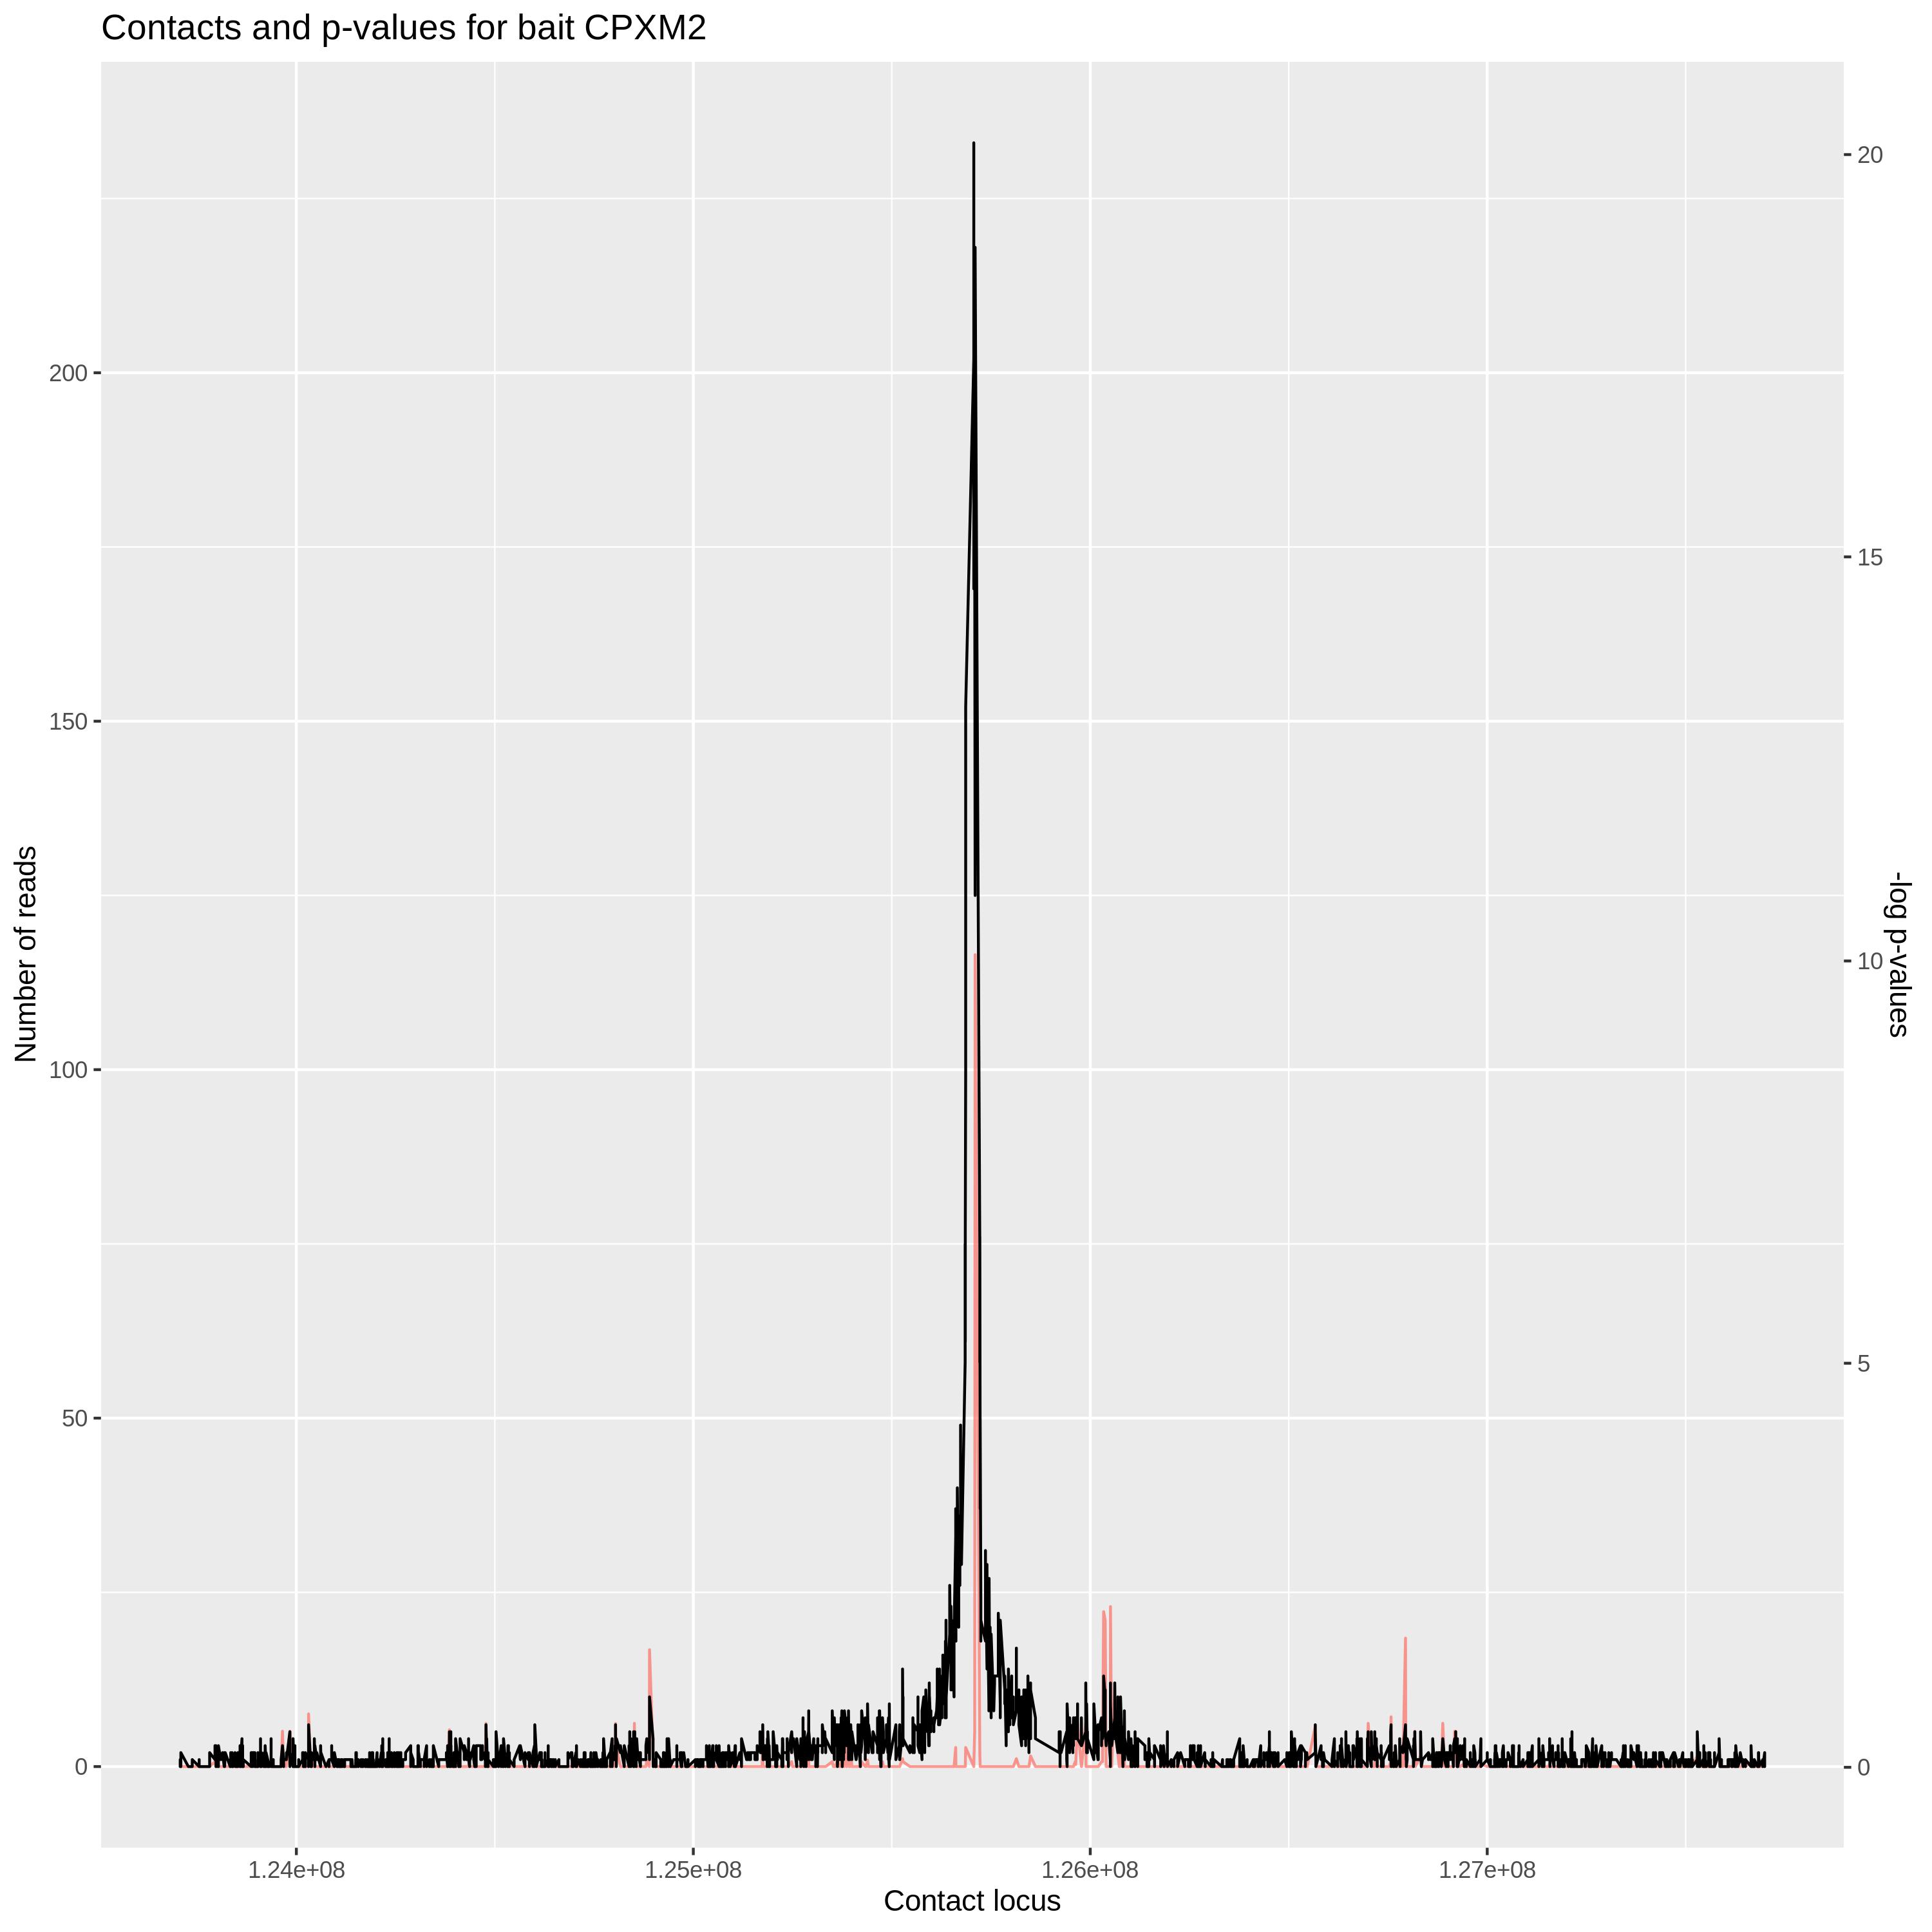 Contacts and p-values for bait CPXM2
Number of reads
200
150
100
50
0
20
15
10
5
0
-log p-values
1.24e+08
1.25e+08
1.26e+08
1.27e+08
Contact locus